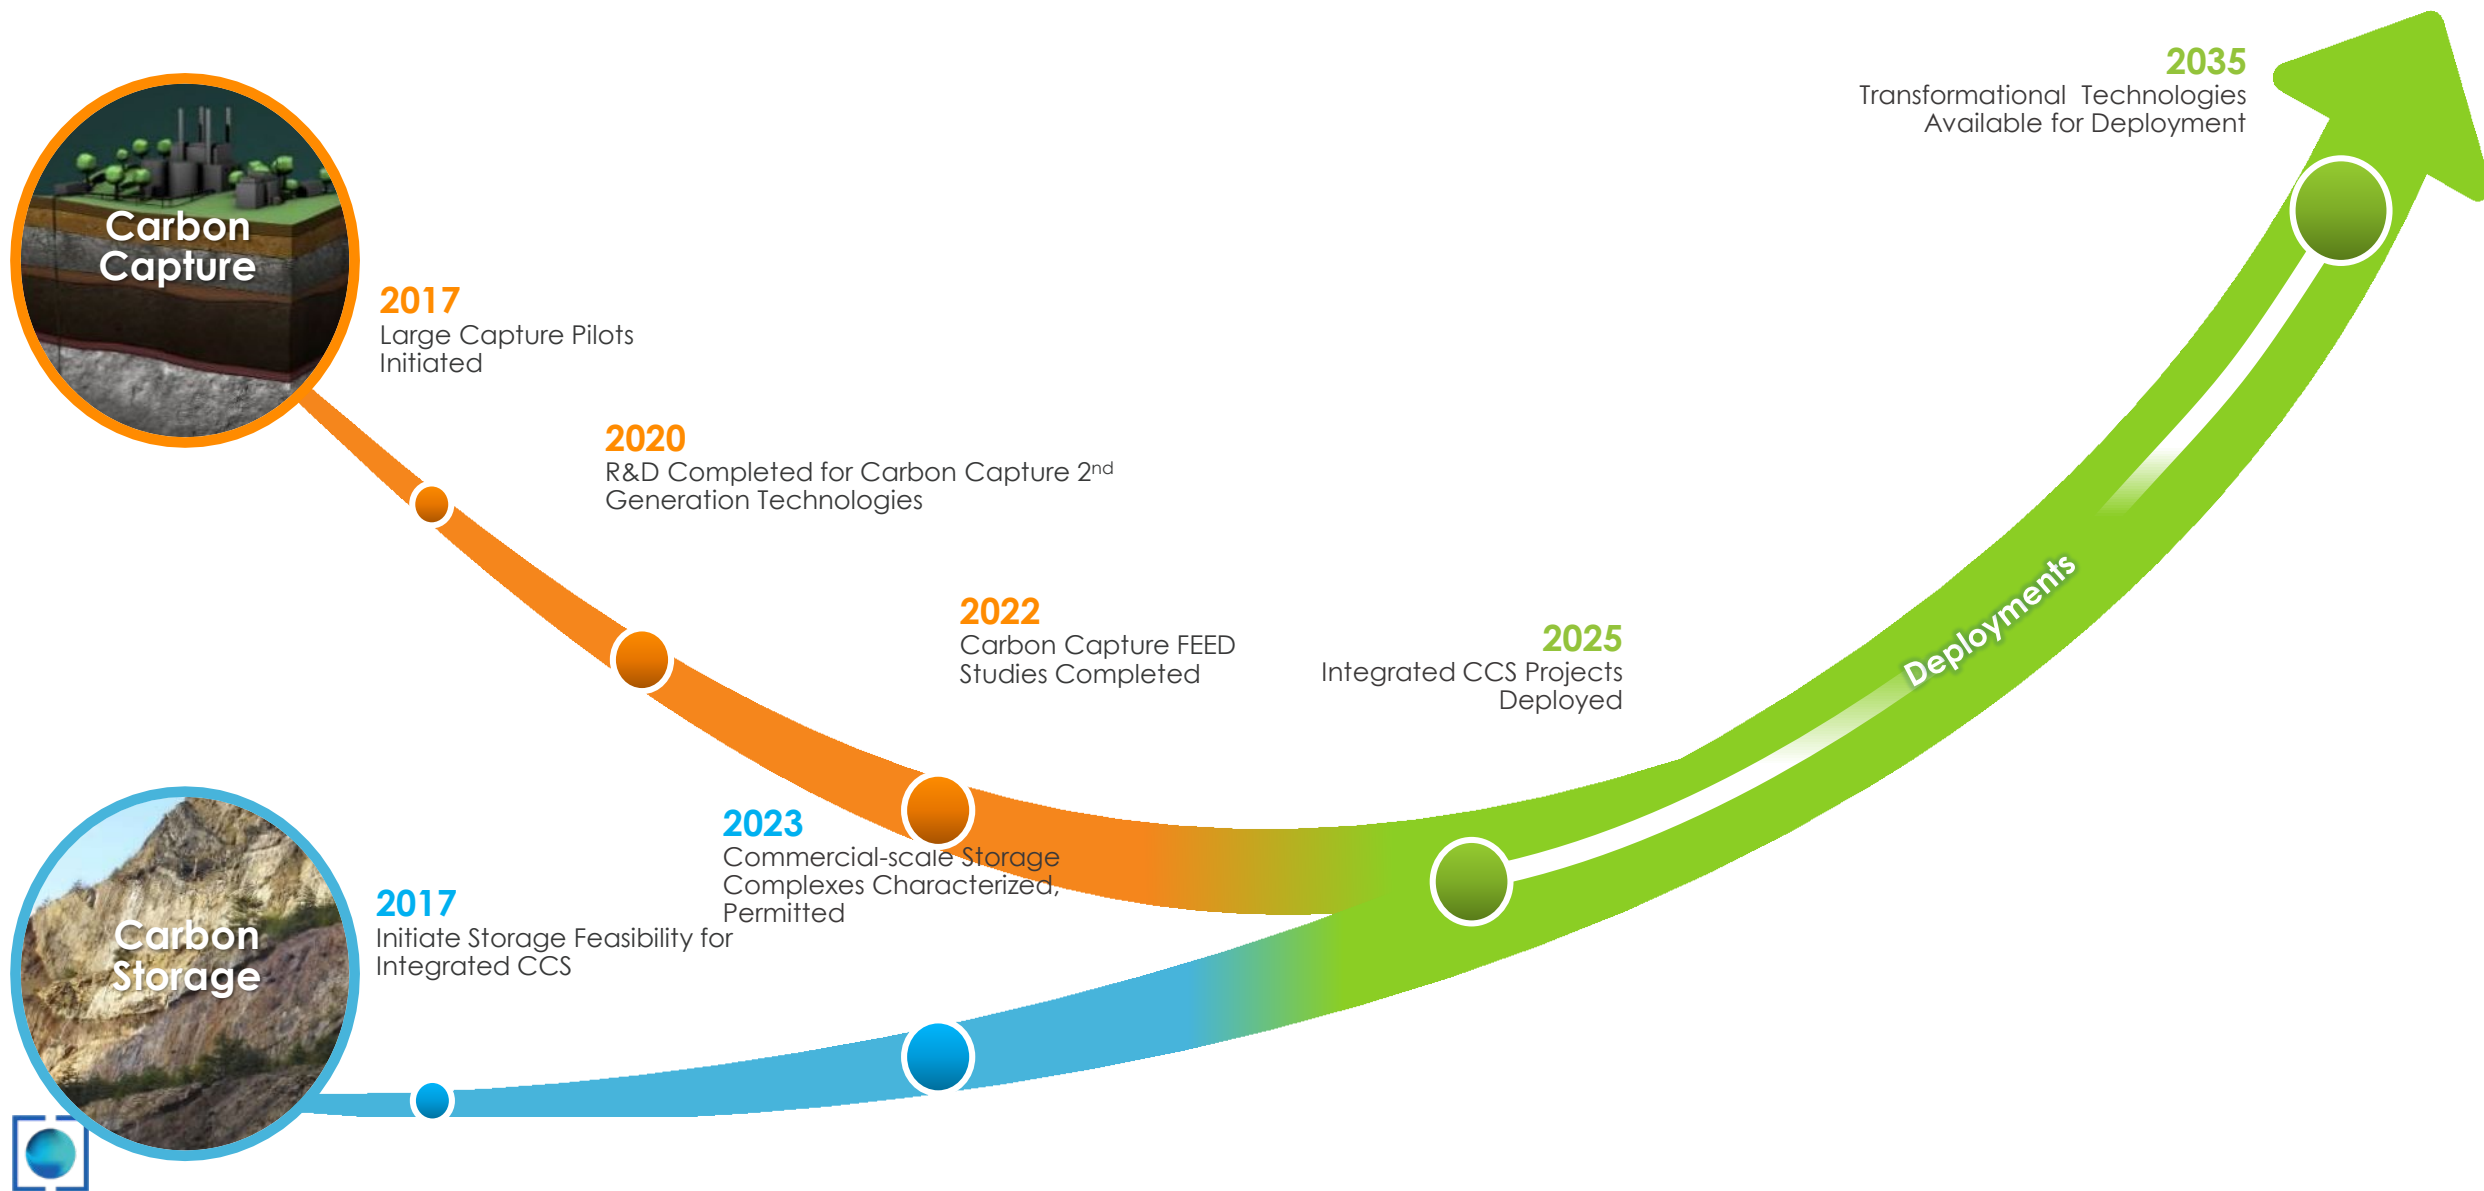 Carbon
Capture
2017
Large Capture Pilots
Initiated
2020
R&D Completed for Carbon Capture 2nd
Generation Technologies
2022
Carbon Capture FEED
Studies Completed
2025
Integrated CCS Projects
Deployed
2035
Transformational Technologies
Available for Deployment
Deployments
Carbon
Storage
2017
Initiate Storage Feasibility for
Integrated CCS
2023
Commercial-scale Storage
Complexes Characterized,
Permitted